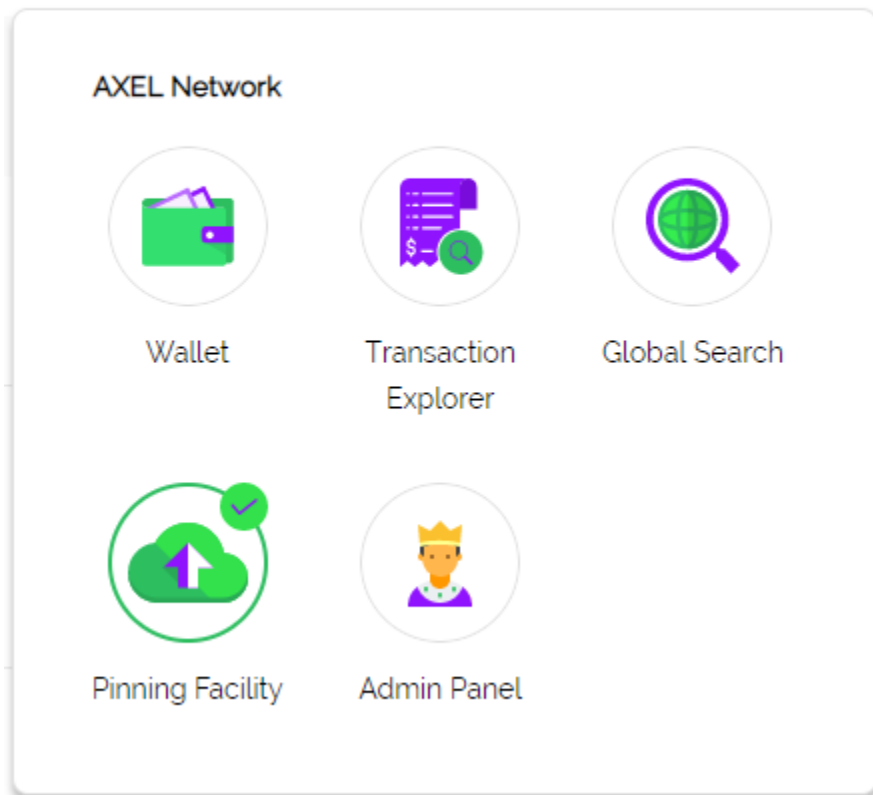 AXEL Network
Wallet
Transaction
Explorer
Global Search
$
Pinning Facility
Admin Panel